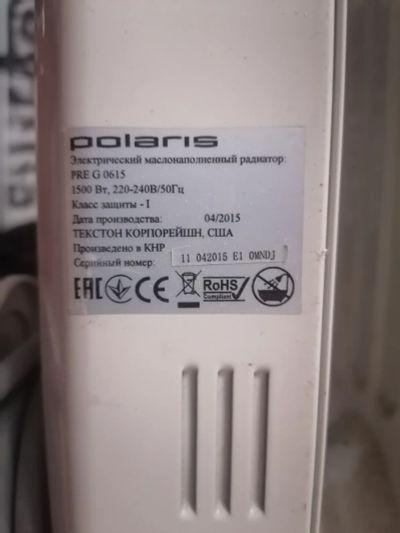 polaris
Электрический маслонаполненный радиатор:
PRE G 0615
1500 Вт, 220-240В/50Гц
Класс защиты - I
Дата производства: 04/2015
ТЕКСТОН КОРПОРЕЙШН, США
Произведено в КНР
Серийный номер: 11 042015 E1 0MNDJ
EAC CE RoHS
Compliant